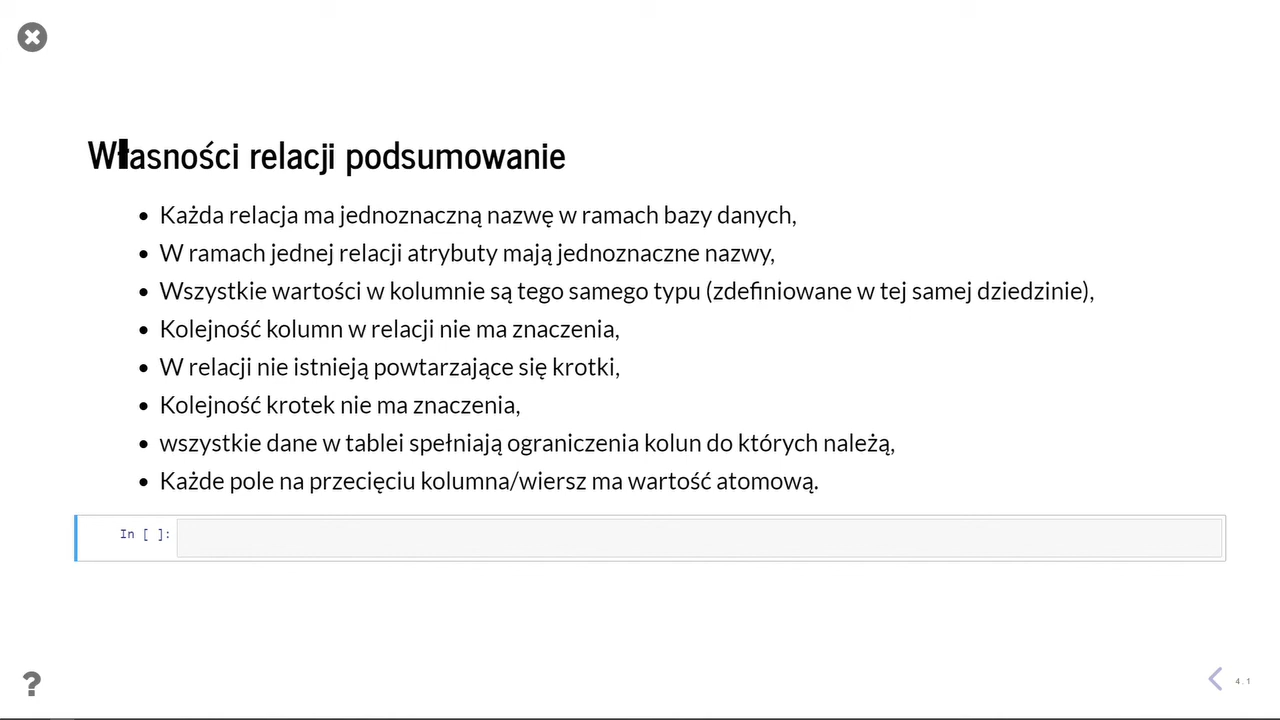 Własności relacji podsumowanie
Każda relacja ma jednoznaczną nazwę w ramach bazy danych,
W ramach jednej relacji atrybuty mają jednoznaczne nazwy,
Wszystkie wartości w kolumnie są tego samego typu (zdefiniowane w tej samej dziedzinie),
Kolejność kolumn w relacji nie ma znaczenia,
W relacji nie istnieją powtarzające się krotki,
Kolejność krotek nie ma znaczenia,
wszystkie dane w tablei spełniają ograniczenia kolun do których należą,
Każde pole na przecięciu kolumna/wiersz ma wartość atomową.
In [ ]:
?
4.1